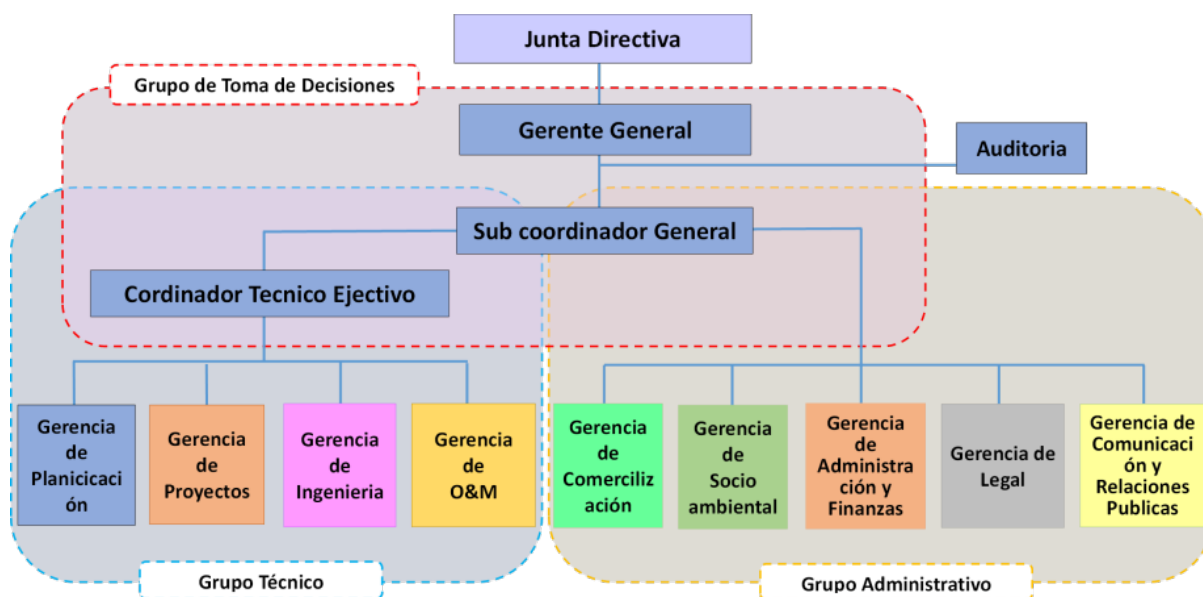 Junta Directiva
Grupo de Toma de Decisiones
Gerente General
Auditoria
Sub coordinador General
Cordinador Tecnico Ejectivo
Gerencia
de
Planicicaci
ón
Gerencia
de
Proyectos
Gerencia
de
Ingenieria
Gerencia
de
O&M
Gerencia
de
Comerciliz
ación
Gerencia
de
Socio
ambiental
Gerencia
de
Administra
ción y
Finanzas
Gerencia de
Legal
Gerencia de
Comunicaci
ón y
Relaciones
Publicas
Grupo Técnico
Grupo Administrativo